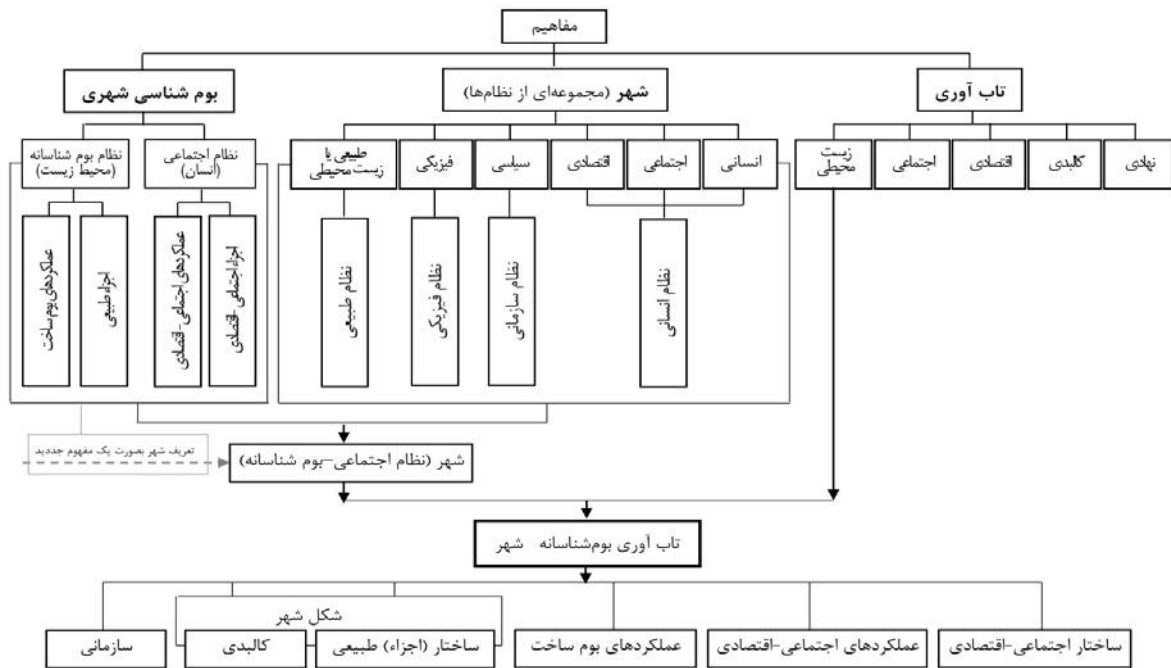 مفاهیم
تاب آوری
شهر (مجموعه‌ای از نظام‌ها)
بوم شناسی شهری
نهادی
کالبدی
اقتصادی
اجتماعی
زیست
محیطی
انسانی
اجتماعی
اقتصادی
سیاسی
فیزیکی
طبیعی یا
زیست محیطی
نظام اجتماعی
(انسان)
نظام بوم شناسانه
(محیط زیست)
نظام انسانی
نظام سازمانی
نظام فیزیکی
نظام طبیعی
اجزاء اجتماعی-اقتصادی
عملکردهای اجتماعی-اقتصادی
اجزاء طبیعی
عملکردهای بوم ساخت
تعریف شهر بصورت یک مفهوم جددید
شهر (نظام اجتماعی–بوم شناسانه)
تاب آوری بوم‌شناسانه شهر
شکل شهر
ساختار اجتماعی-اقتصادی
عملکردهای اجتماعی-اقتصادی
عملکردهای بوم ساخت
ساختار (اجزاء) طبیعی
کالبدی
سازمانی